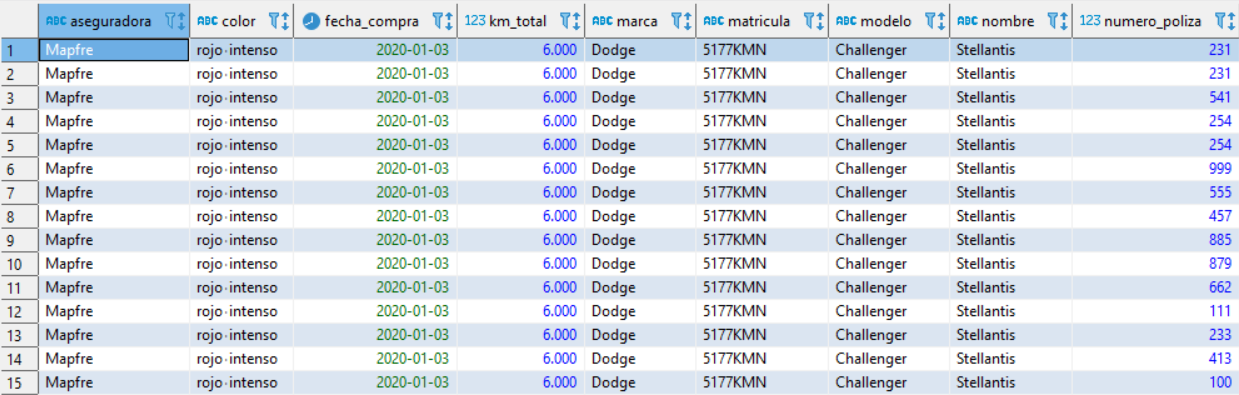 ABC aseguradora ABC color fecha_compra 123 km_total ABC marca ABC matricula ABC modelo ABC nombre 123 numero_poliza
1 Mapfre rojo·intenso 2020-01-03 6.000 Dodge 5177KMN Challenger Stellantis 231
2 Mapfre rojo·intenso 2020-01-03 6.000 Dodge 5177KMN Challenger Stellantis 231
3 Mapfre rojo·intenso 2020-01-03 6.000 Dodge 5177KMN Challenger Stellantis 541
4 Mapfre rojo·intenso 2020-01-03 6.000 Dodge 5177KMN Challenger Stellantis 254
5 Mapfre rojo·intenso 2020-01-03 6.000 Dodge 5177KMN Challenger Stellantis 254
6 Mapfre rojo·intenso 2020-01-03 6.000 Dodge 5177KMN Challenger Stellantis 999
7 Mapfre rojo·intenso 2020-01-03 6.000 Dodge 5177KMN Challenger Stellantis 555
8 Mapfre rojo·intenso 2020-01-03 6.000 Dodge 5177KMN Challenger Stellantis 457
9 Mapfre rojo·intenso 2020-01-03 6.000 Dodge 5177KMN Challenger Stellantis 885
10 Mapfre rojo·intenso 2020-01-03 6.000 Dodge 5177KMN Challenger Stellantis 879
11 Mapfre rojo·intenso 2020-01-03 6.000 Dodge 5177KMN Challenger Stellantis 662
12 Mapfre rojo·intenso 2020-01-03 6.000 Dodge 5177KMN Challenger Stellantis 111
13 Mapfre rojo·intenso 2020-01-03 6.000 Dodge 5177KMN Challenger Stellantis 233
14 Mapfre rojo·intenso 2020-01-03 6.000 Dodge 5177KMN Challenger Stellantis 413
15 Mapfre rojo·intenso 2020-01-03 6.000 Dodge 5177KMN Challenger Stellantis 100